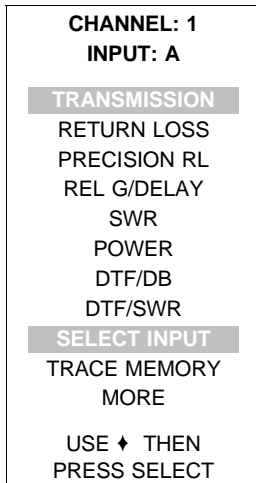 CHANNEL: 1
INPUT: A
TRANSMISSION
RETURN LOSS
PRECISION RL
REL G/DELAY
SWR
POWER
DTF/DB
DTF/SWR
SELECT INPUT
TRACE MEMORY
MORE
USE ♦ THEN
PRESS SELECT